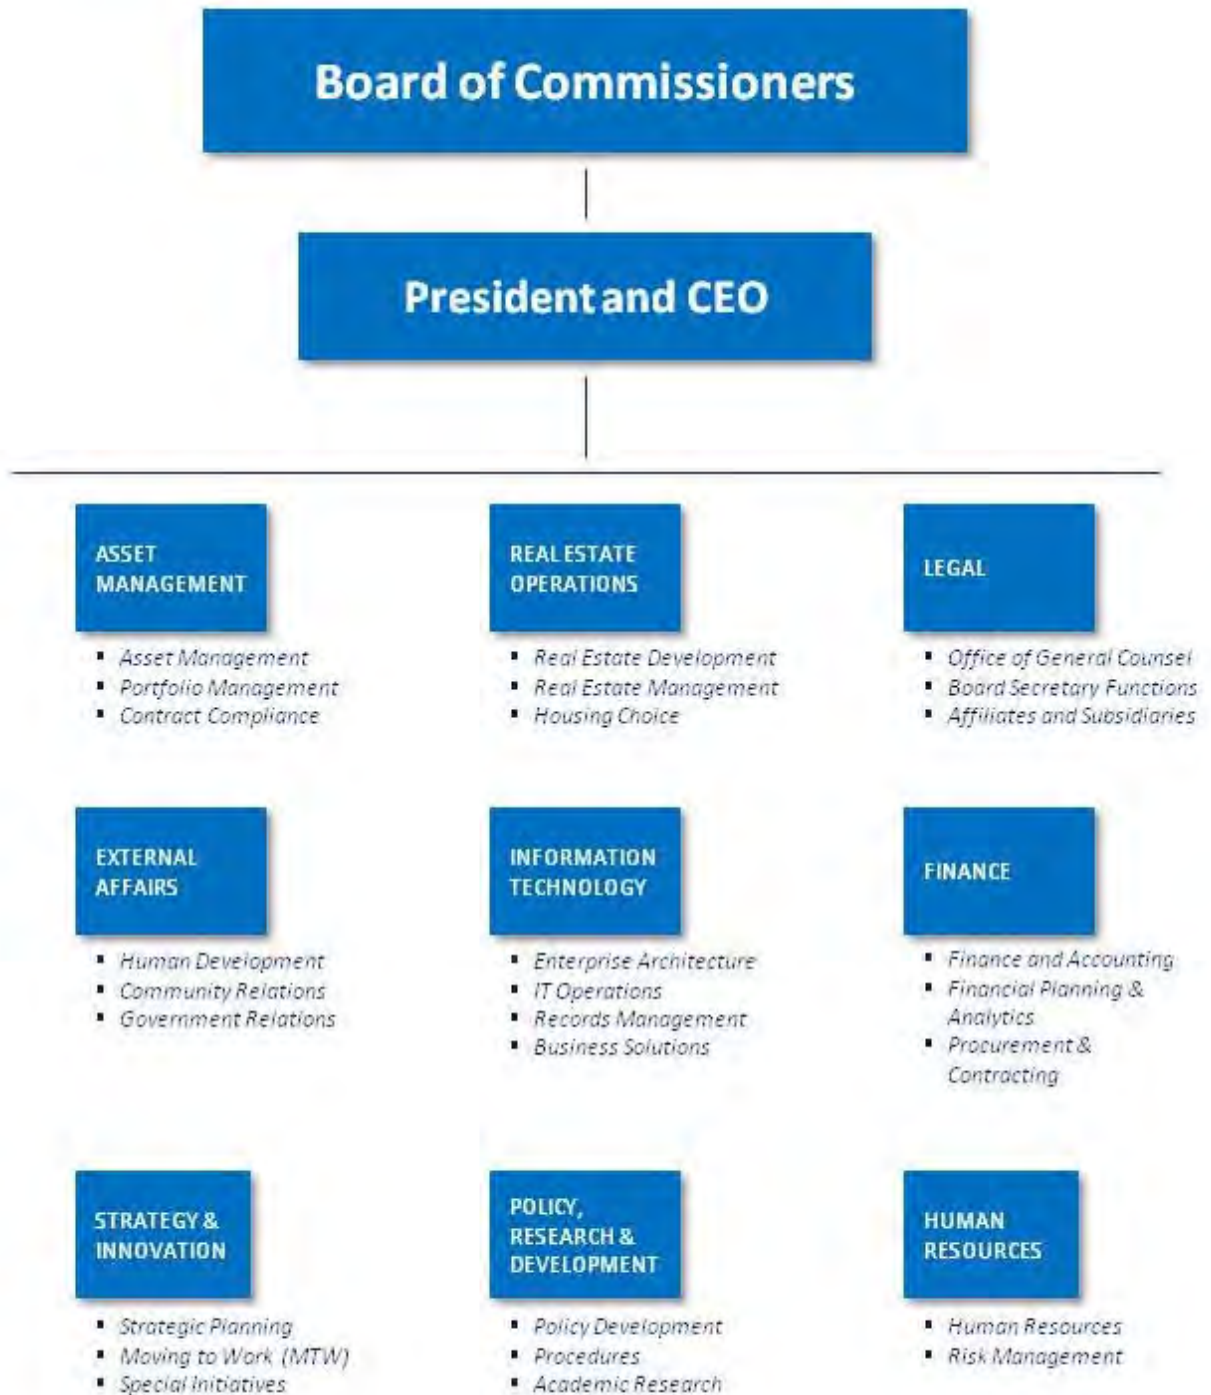 Board of Commissioners
President and CEO
ASSET
MANAGEMENT
▪ Asset Management
▪ Portfolio Management
▪ Contract Compliance
REAL ESTATE
OPERATIONS
▪ Real Estate Development
▪ Real Estate Management
▪ Housing Choice
LEGAL
▪ Office of General Counsel
▪ Board Secretary Functions
▪ Affiliates and Subsidiaries
EXTERNAL
AFFAIRS
▪ Human Development
▪ Community Relations
▪ Government Relations
INFORMATION
TECHNOLOGY
▪ Enterprise Architecture
▪ IT Operations
▪ Records Management
▪ Business Solutions
FINANCE
▪ Finance and Accounting
▪ Financial Planning &
Analytics
▪ Procurement &
Contracting
STRATEGY &
INNOVATION
▪ Strategic Planning
▪ Moving to Work (MTW)
▪ Special Initiatives
POLICY,
RESEARCH &
DEVELOPMENT
▪ Policy Development
▪ Procedures
▪ Academic Research
HUMAN
RESOURCES
▪ Human Resources
▪ Risk Management